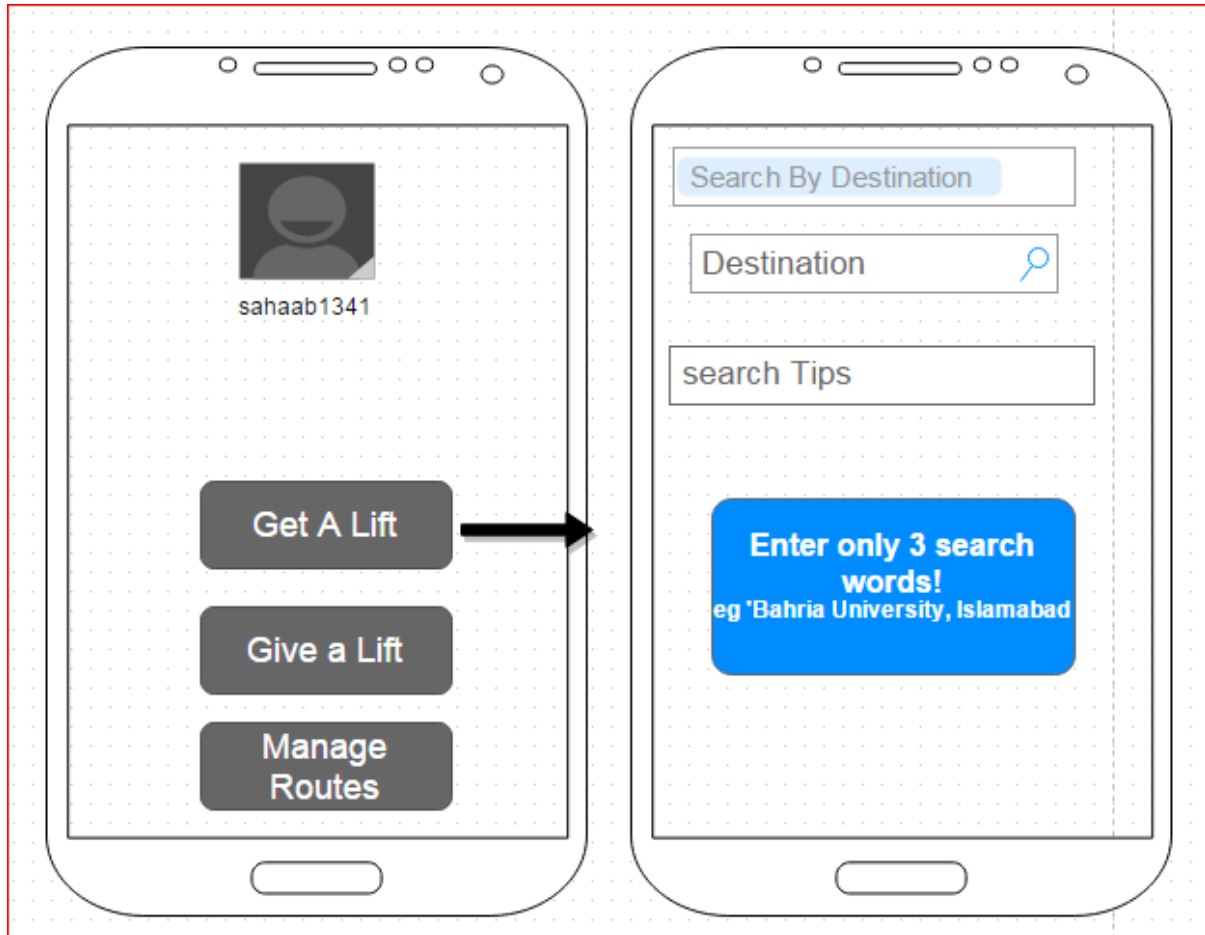 sahaab1341
Get A Lift
Give a Lift
Manage
Routes
Search By Destination
Destination
search Tips
Enter only 3 search
words!
eg 'Bahria University, Islamabad